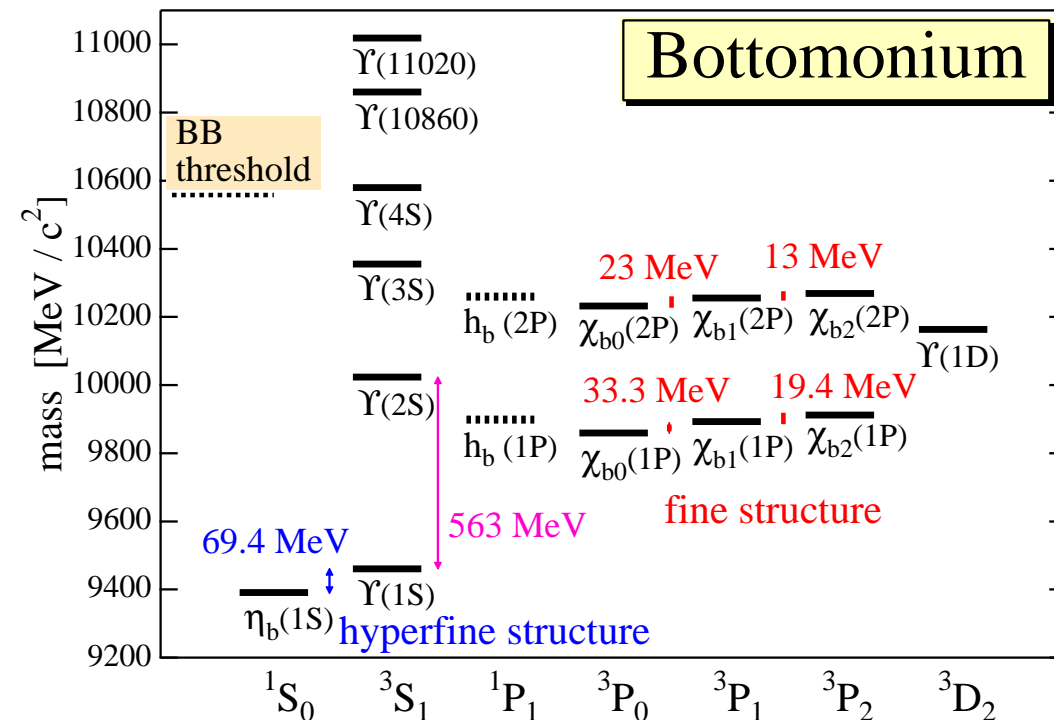 Bottomonium
mass [MeV / c²]
11000
10800
10600
10400
10200
10000
9800
9600
9400
9200
BB
threshold
ϒ(11020)
ϒ(10860)
ϒ(4S)
ϒ(3S)
ϒ(2S)
ϒ(1S)
η_b(1S)
69.4 MeV
hyperfine structure
563 MeV
h_b (2P)
χ_b0(2P)
χ_b1(2P)
χ_b2(2P)
23 MeV
13 MeV
ϒ(1D)
h_b (1P)
χ_b0(1P)
χ_b1(1P)
χ_b2(1P)
33.3 MeV
19.4 MeV
fine structure
¹S₀ ³S₁ ¹P₁ ³P₀ ³P₁ ³P₂ ³D₂